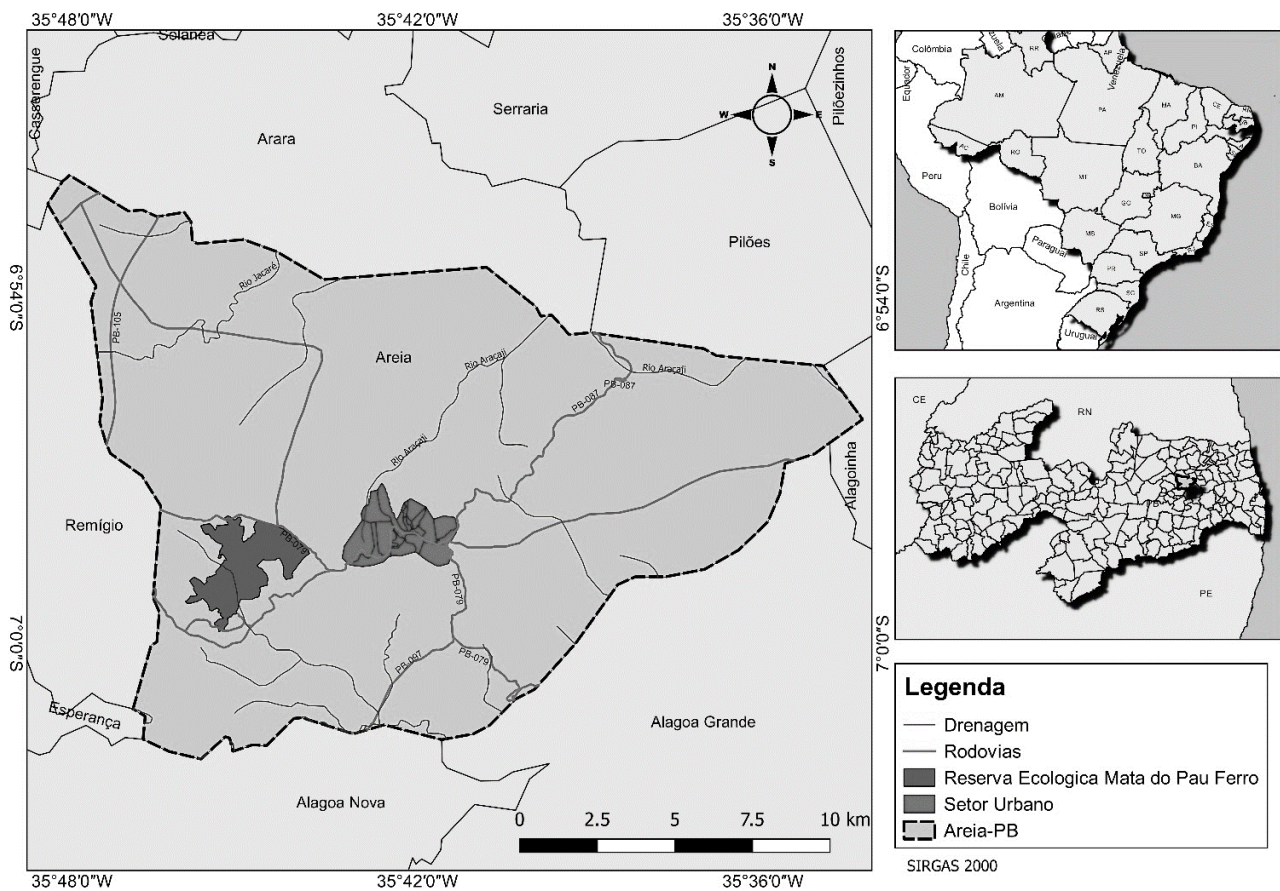 35°48'0"W
35°42'0"W
35°36'0"W
Solânea
Casserengue
Arara
Serraria
Pilõezinhos
N
W
E
S
Pilões
Rio Jacaré
PB-105
6°54'0"S
6°54'0"S
Areia
Rio Araçaji
Rio Araçaji
PB-087
PB-087
Rio Araçaji
Alagoinha
Remígio
PB-079
PB-079
PB-097
7°0'0"S
7°0'0"S
Esperança
Alagoa Grande
Alagoa Nova
0 2.5 5 7.5 10 km
35°48'0"W
35°42'0"W
35°36'0"W
Colômbia
Venezuela
Equador
RR
AP
AM
PA
MA
CE
PI
AC
RO
TO
BA
Peru
MT
GO
Bolívia
MG
MS
SP
Paraguai
Chile
PR
SC
Argentina
RS
Uruguai
CE
RN
PE
Legenda
Drenagem
Rodovias
Reserva Ecologica Mata do Pau Ferro
Setor Urbano
Areia-PB
SIRGAS 2000